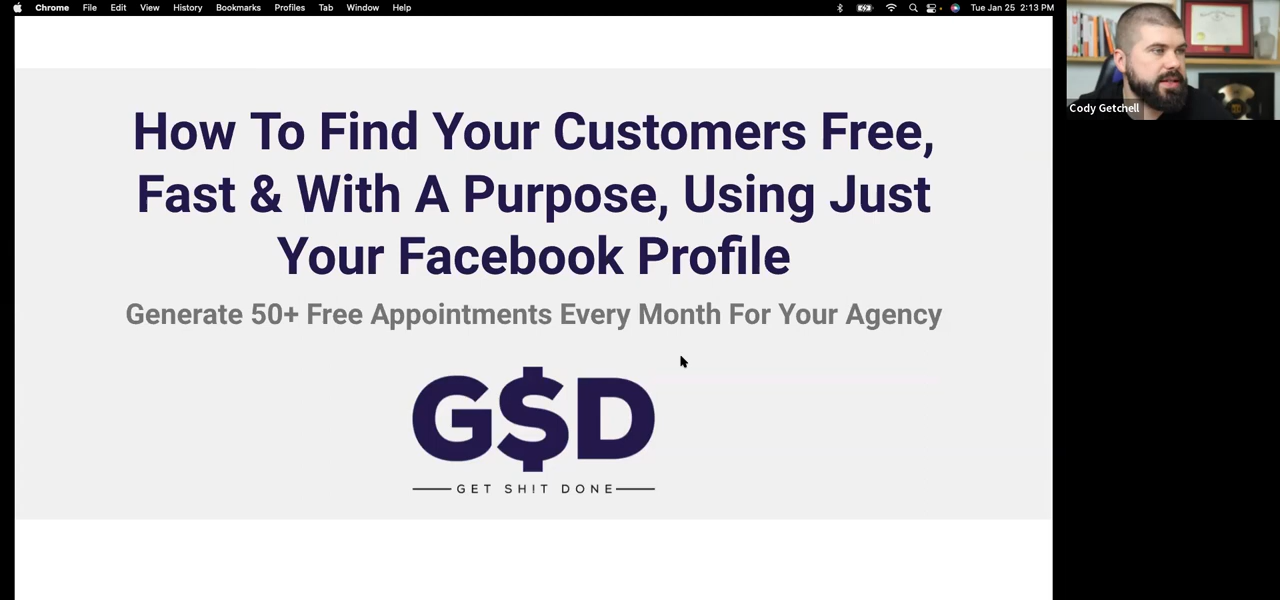 Chrome File Edit View History Bookmarks Profiles Tab Window Help Tue Jan 25 2:13 PM
How To Find Your Customers Free,
Fast & With A Purpose, Using Just
Your Facebook Profile
Generate 50+ Free Appointments Every Month For Your Agency
G$D
GET SHIT DONE
Cody Getchell